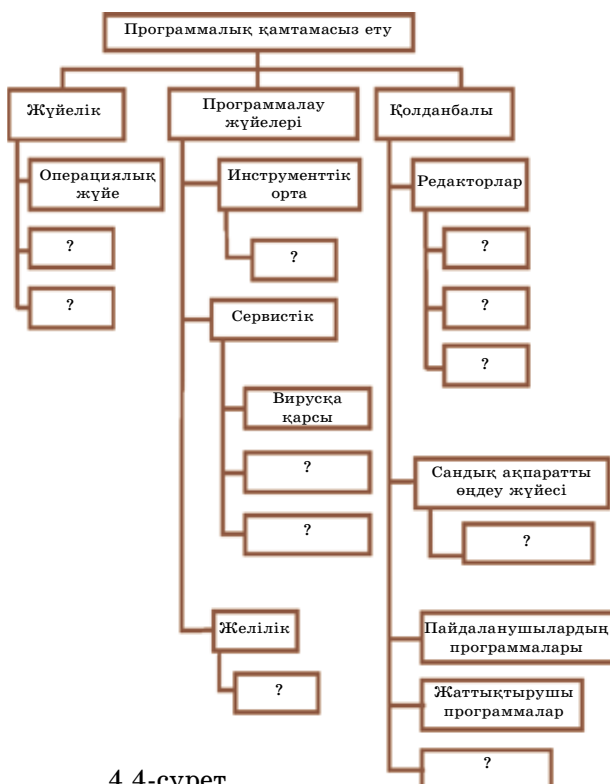 Программалық қамтамасыз ету
Жүйелік
Операциялық
жүйе
?
?
Программалау
жүйелері
Инструменттік
орта
?
Сервистік
Вирусқа
қарсы
?
?
Желілік
?
Қолданбалы
Редакторлар
?
?
?
Сандық ақпаратты
өңдеу жүйесі
?
Пайдаланушылардың
программалары
Жаттықтырушы
программалар
?
4.4-сурет